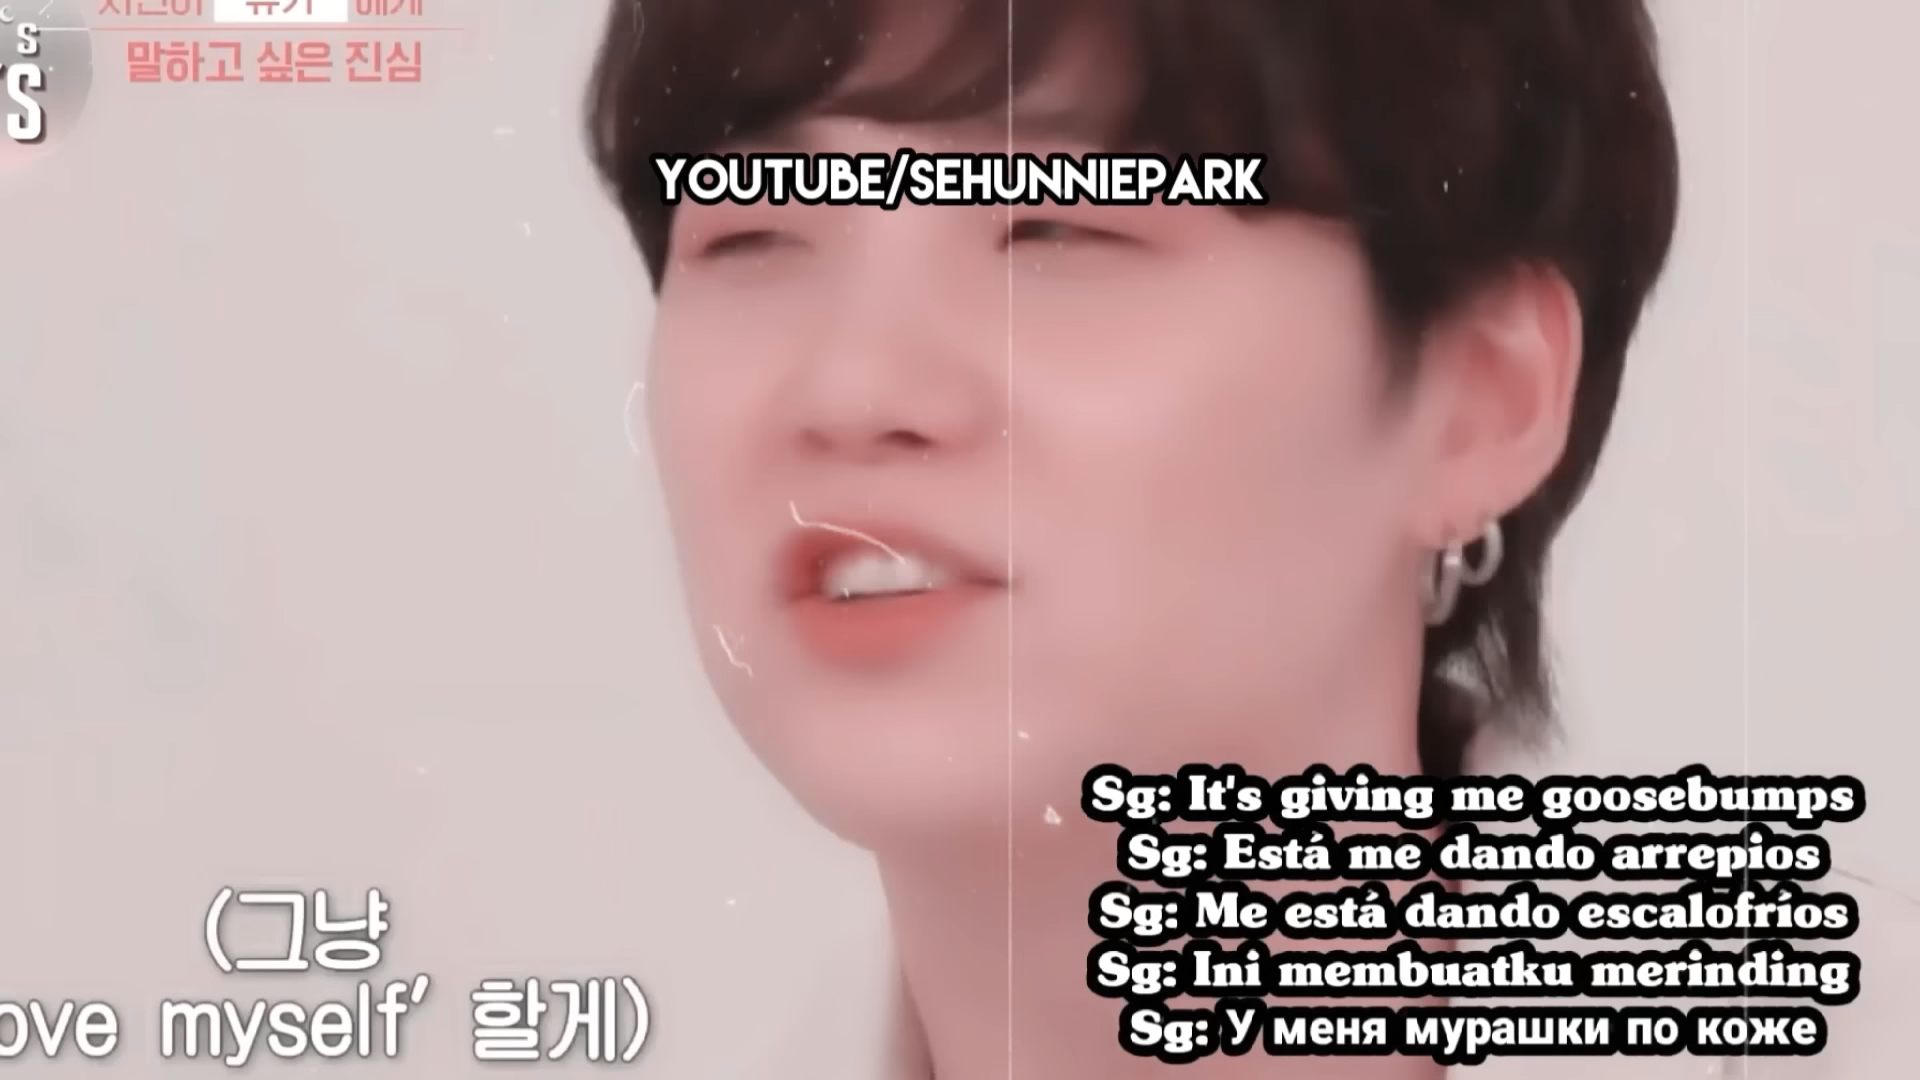 S
S
말하고 싶은 진심
YOUTUBE/SEHUNNIEPARK
Sg: It's giving me goosebumps
Sg: Está me dando arrepios
Sg: Me está dando escalofríos
Sg: Ini membuatku merinding
Sg: У меня мурашки по коже
(그냥
ove myself' 할게)